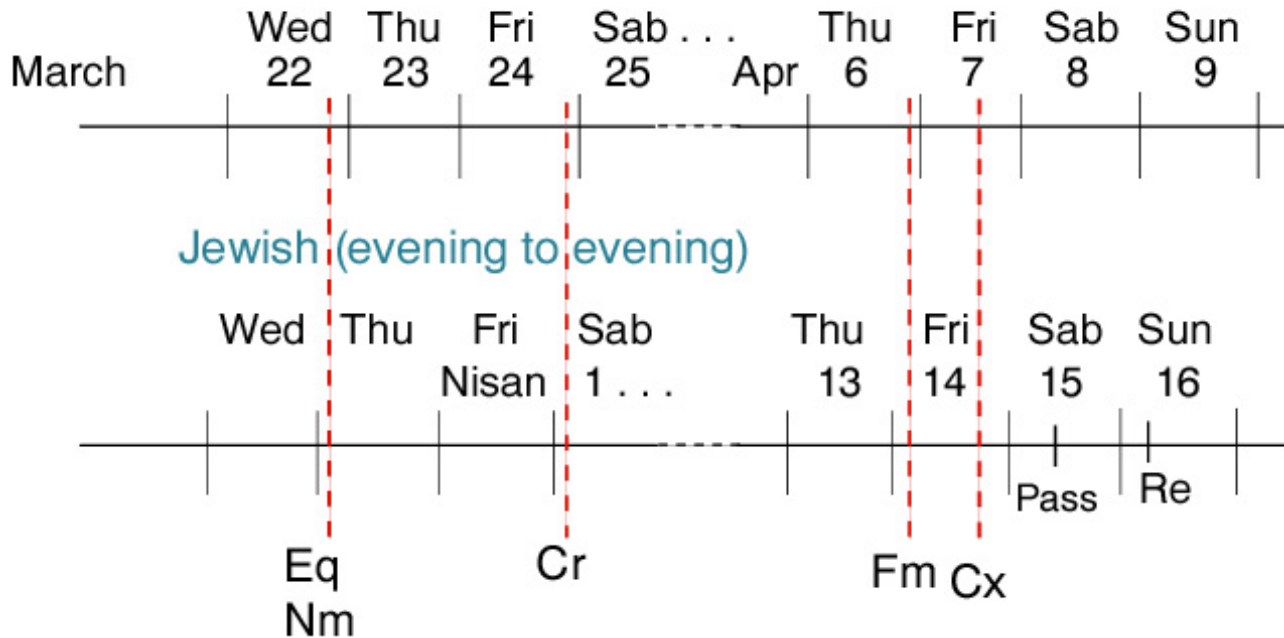 Wed Thu Fri Sab . . . Thu Fri Sab Sun
March 22 23 24 25 Apr 6 7 8 9
Jewish (evening to evening)
Wed Thu Fri Sab Thu Fri Sab Sun
Nisan 1 . . . 13 14 15 16
Pass Re
Eq Cr Fm Cx
Nm